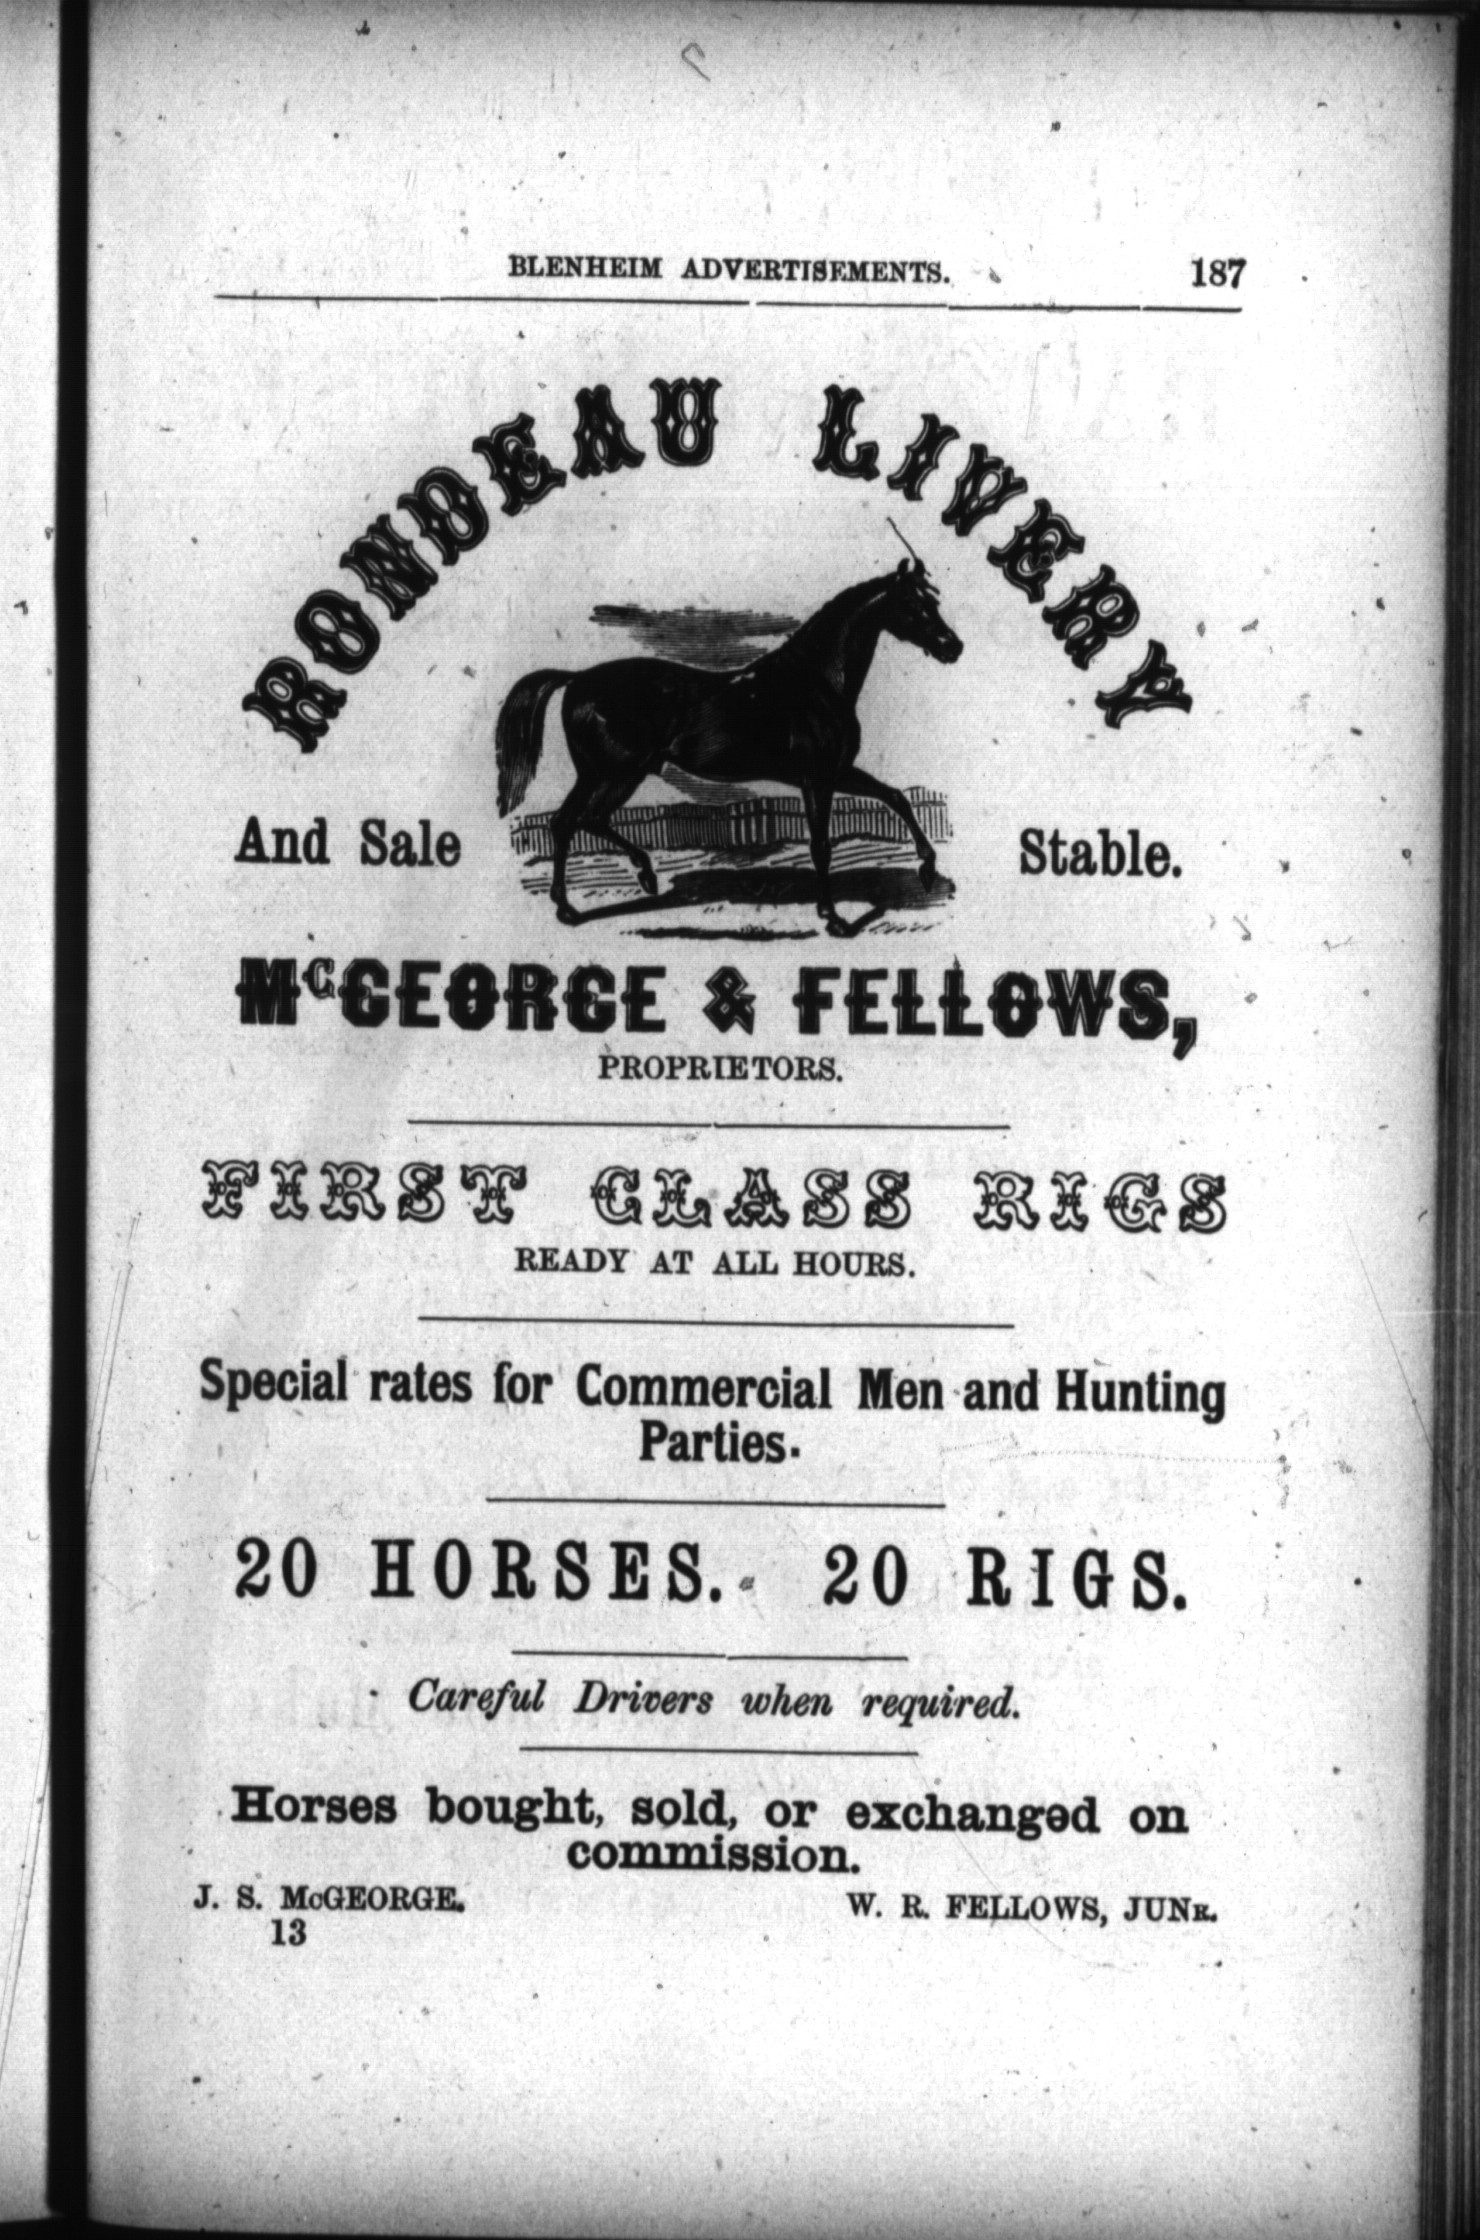 BLENHEIM ADVERTISEMENTS. 187
RONDEAU LIVERY
And Sale Stable.
McGEORGE & FELLOWS,
PROPRIETORS.
FIRST CLASS RIGS
READY AT ALL HOURS.
Special rates for Commercial Men and Hunting
Parties.
20 HORSES. 20 RIGS.
Careful Drivers when required.
Horses bought, sold, or exchanged on
commission.
J. S. McGEORGE. W. R. FELLOWS, JUNR.
13